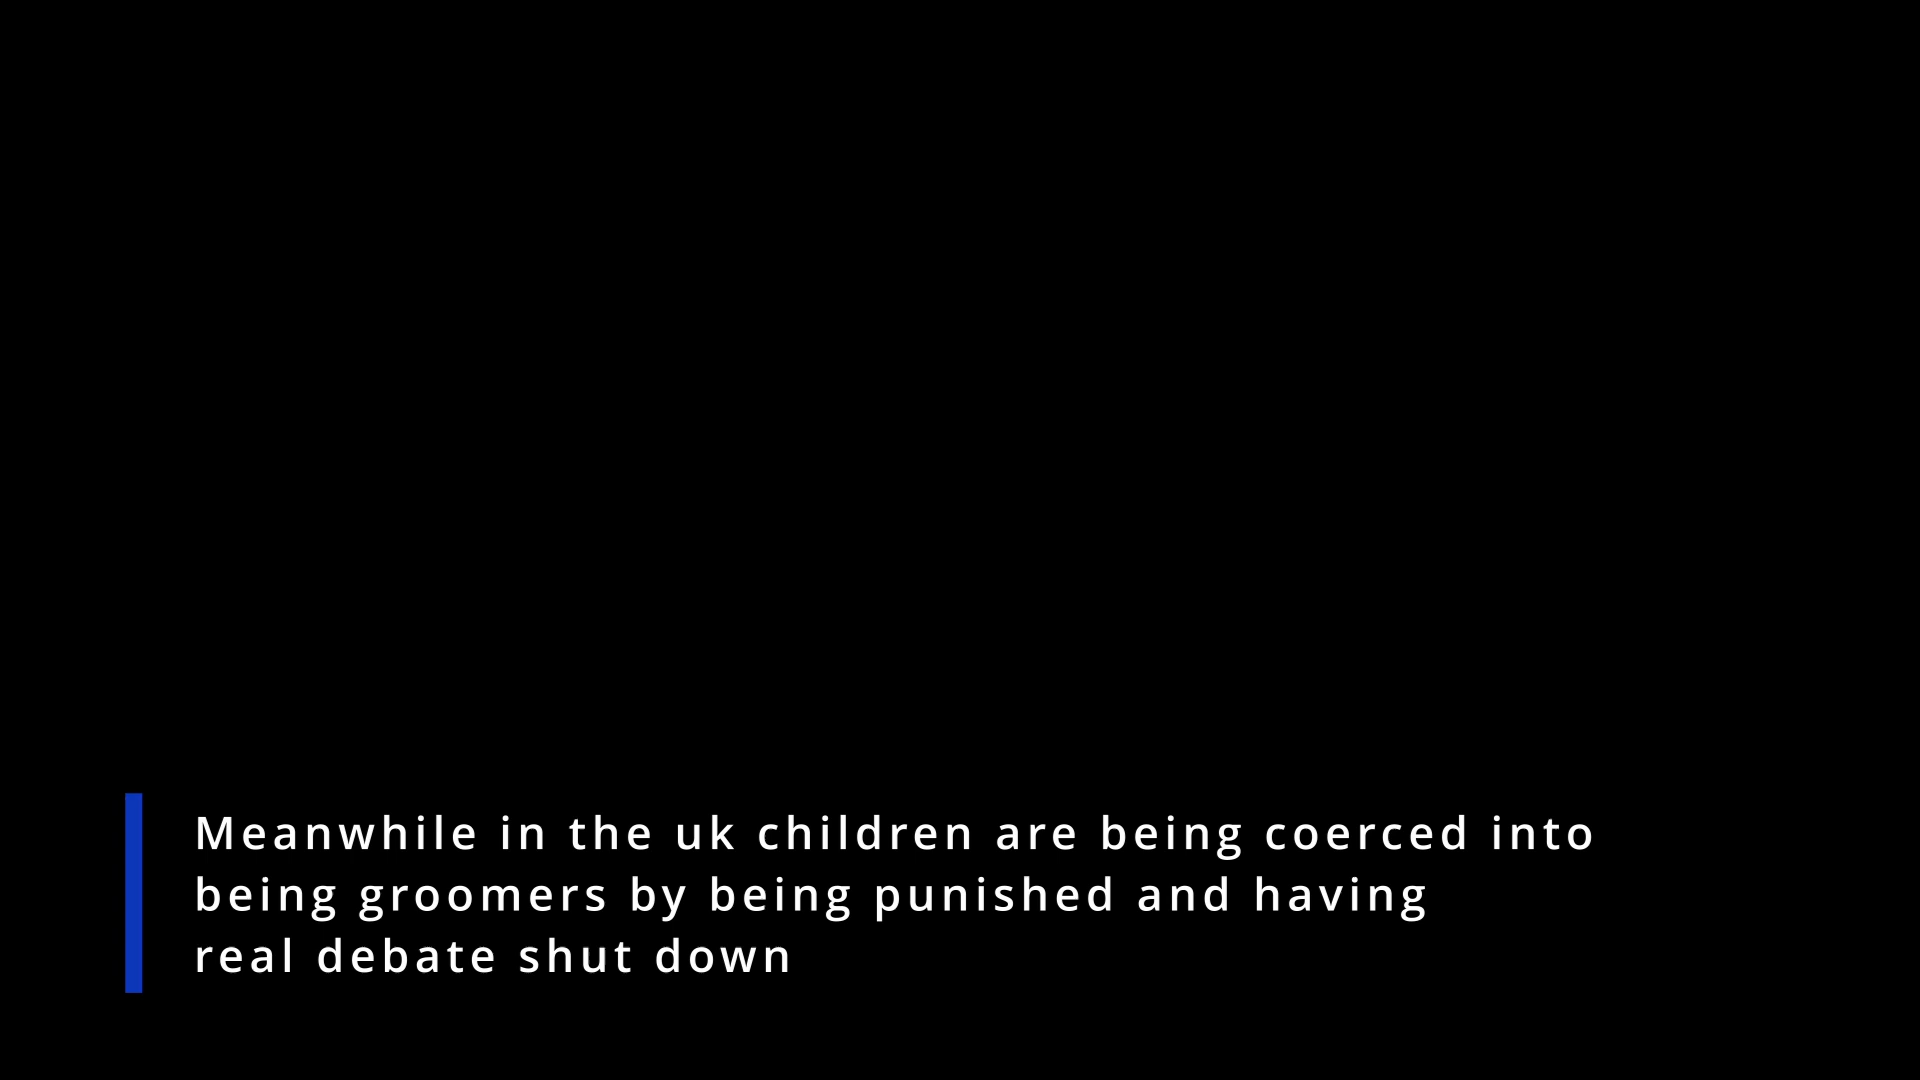 Meanwhile in the uk children are being coerced into
being groomers by being punished and having
real debate shut down